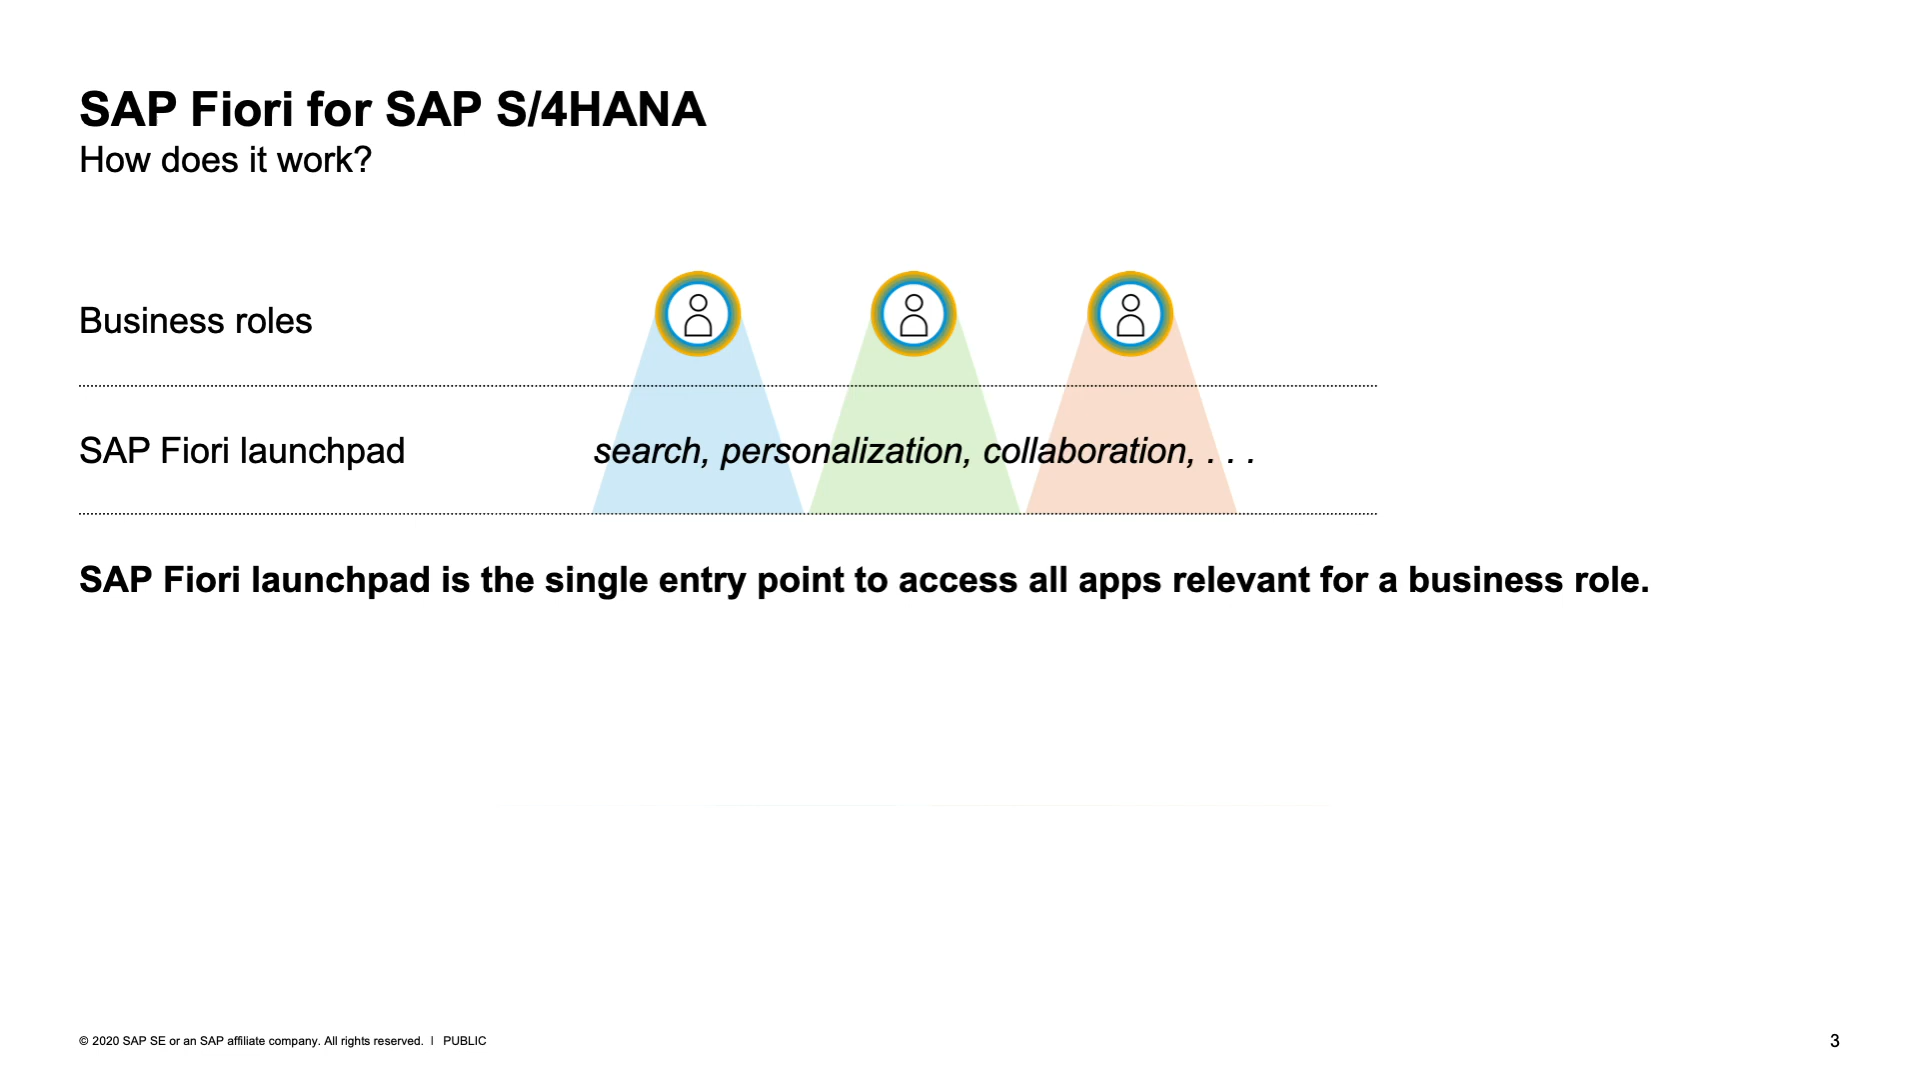 SAP Fiori for SAP S/4HANA
How does it work?
Business roles
SAP Fiori launchpad
search, personalization, collaboration, . . .
SAP Fiori launchpad is the single entry point to access all apps relevant for a business role.
© 2020 SAP SE or an SAP affiliate company. All rights reserved. | PUBLIC
3